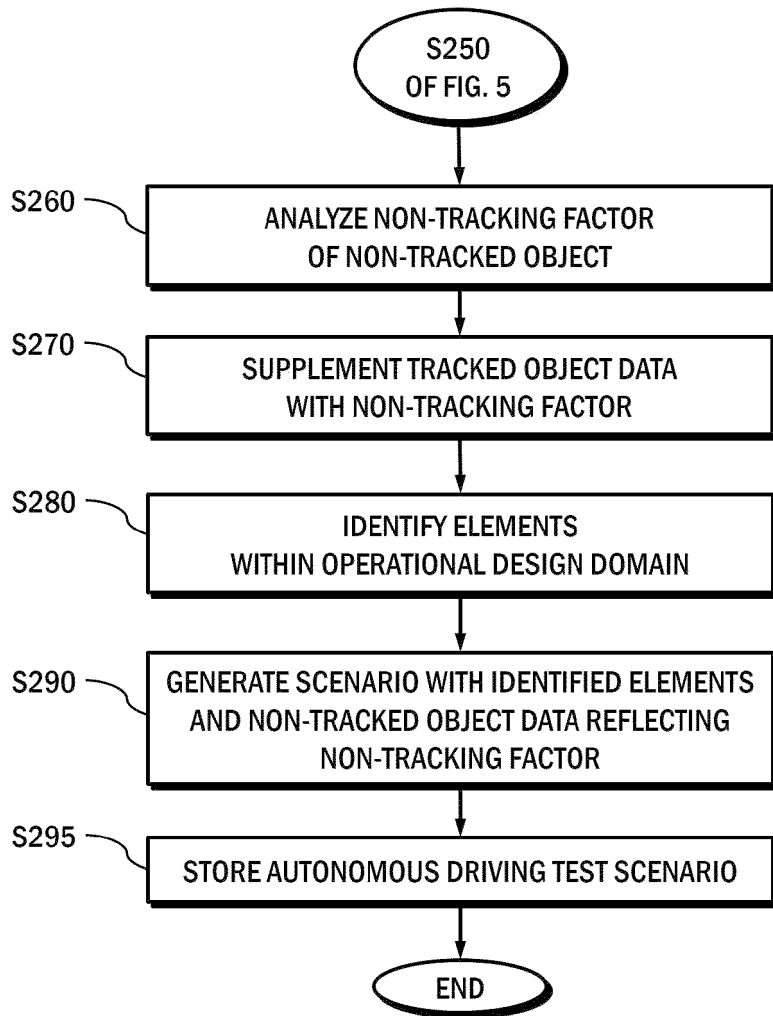 S250
OF FIG. 5
S260
ANALYZE NON-TRACKING FACTOR
OF NON-TRACKED OBJECT
S270
SUPPLEMENT TRACKED OBJECT DATA
WITH NON-TRACKING FACTOR
S280
IDENTIFY ELEMENTS
WITHIN OPERATIONAL DESIGN DOMAIN
S290
GENERATE SCENARIO WITH IDENTIFIED ELEMENTS
AND NON-TRACKED OBJECT DATA REFLECTING
NON-TRACKING FACTOR
S295
STORE AUTONOMOUS DRIVING TEST SCENARIO
END